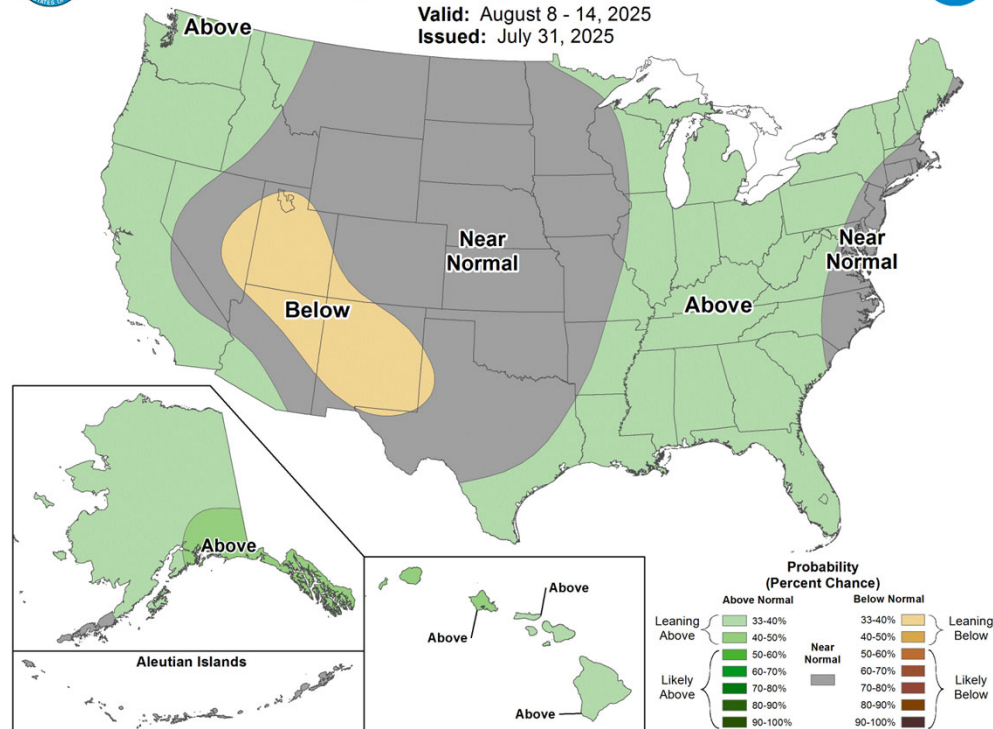 STATES OF
Valid: August 8 - 14, 2025
Issued: July 31, 2025
Above
Near
Normal
Near
Normal
Below
Above
Above
Aleutian Islands
Above
Above
Above
Probability
(Percent Chance)
Above Normal
Below Normal
Leaning
Above
33-40%
40-50%
Likely
Above
50-60%
60-70%
70-80%
80-90%
90-100%
Near
Normal
33-40%
40-50%
Leaning
Below
50-60%
60-70%
70-80%
80-90%
90-100%
Likely
Below